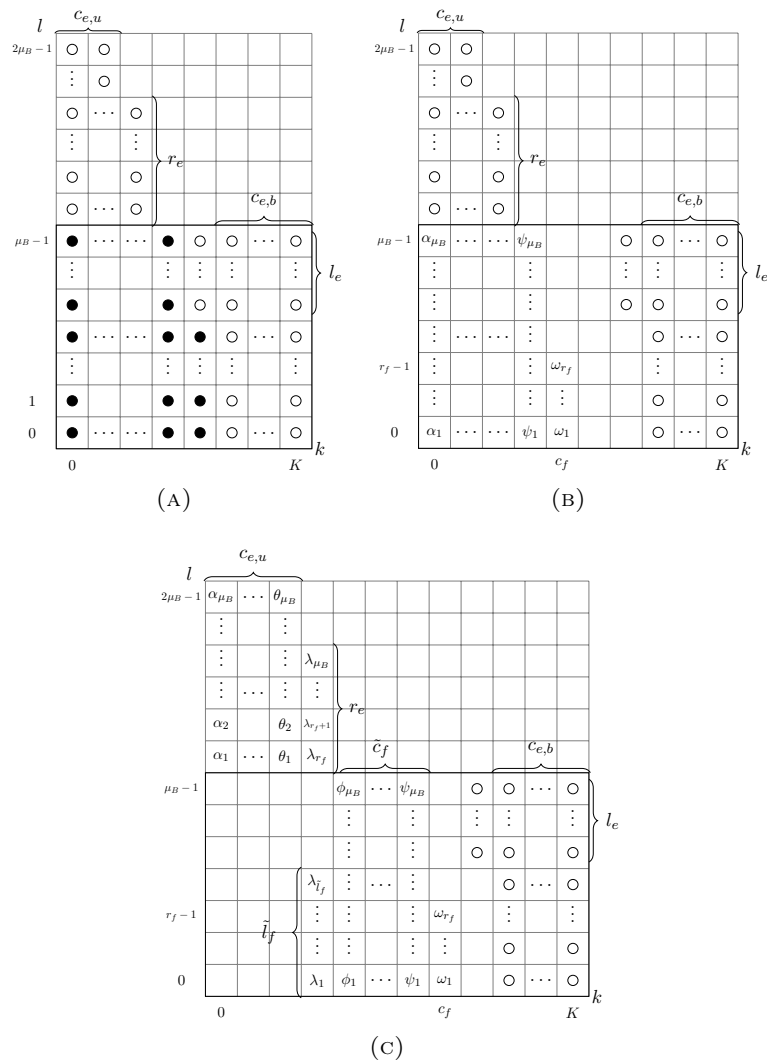 c_{e,u} c_{e,u}
l l
2μ_B − 1 ○ ○ 2μ_B − 1 ○ ○
⋮ ○ ⋮ ○
○ ⋯ ○ ○ ⋯ ○
⋮ ⋮
r_e r_e
○ ○ ○ ○
○ ⋯ ○ c_{e,b} ○ ⋯ ○ c_{e,b}
μ_B − 1 ● ⋯ ⋯ ● ○ ○ ⋯ ○ μ_B − 1 α_{μ_B} ⋯ ⋯ ψ_{μ_B} ○ ○ ⋯ ○
⋮ ⋮ ⋮ ⋮ l_e ⋮ ⋮ ⋮ ⋮ ⋮ l_e
● ● ○ ○ ○ ⋮ ⋮ ○ ○ ○
● ⋯ ⋯ ● ● ○ ⋯ ○ ⋮ ⋯ ⋯ ⋮ ○ ⋯ ○
⋮ ⋮ ⋮ ⋮ ⋮ r_f − 1 ⋮ ⋮ ω_{r_f} ⋮ ⋮
1 ● ● ● ○ ○ ⋮ ⋯ ⋯ ⋮ ⋮ ○ ○
0 ● ⋯ ⋯ ● ● ○ ⋯ ○ 0 α_1 ⋯ ⋯ ψ_1 ω_1 ○ ⋯ ○
k k
0 K 0 c_f K
(A) (B)
c_{e,u}
l
2μ_B − 1 α_{μ_B} ⋯ θ_{μ_B}
⋮ ⋮
⋮ ⋮ λ_{μ_B}
⋮ ⋯ ⋮ ⋮
r_e
α_2 θ_2 λ_{r_f+1}
α_1 ⋯ θ_1 λ_{r_f} c̃_f c_{e,b}
μ_B − 1 φ_{μ_B} ⋯ ψ_{μ_B} ○ ○ ⋯ ○
⋮ ⋮ ⋮ ⋮ ⋮ l_e
⋮ ⋮ ○ ○ ○
λ_{l̃_f} ⋮ ⋯ ⋮ ○ ⋯ ○
r_f − 1 l̃_f ⋮ ⋮ ⋮ ω_{r_f} ⋮ ⋮
⋮ ⋮ ⋮ ⋮ ○ ○
0 λ_1 φ_1 ⋯ ψ_1 ω_1 ○ ⋯ ○
k
0 c_f K
(C)